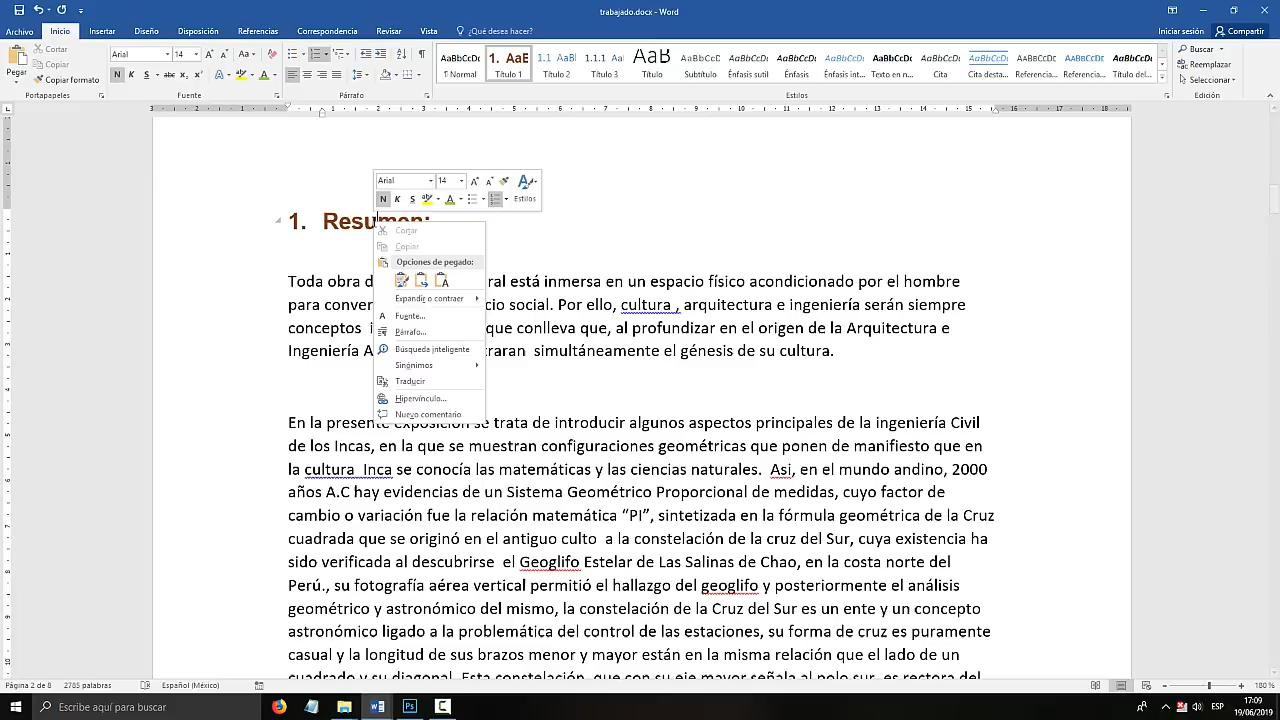 trabajado.docx - Word
Archivo Inicio Insertar Diseño Disposición Referencias Correspondencia Revisar Vista ¿Qué desea hacer? Iniciar sesión Compartir
Pegar
Cortar
Copiar
Copiar formato
Portapapeles
Arial 14
Fuente
Párrafo
AaBbCcDc 1. AaE 1.1 AaBl 1.1.1 AaB AaB AaBbCcD AaBbCcDc AaBbCcDc AaBbCcDc AaBbCcDc AaBbCcDc AaBbCcDc AaBbCcDc AaBbCcDc AaBbCcDc
¶ Normal Título 1 Título 2 Título 3 Título Subtítulo Énfasis sutil Énfasis Énfasis int... Texto en n... Cita Cita desta... Referencia... Referencia... Título del...
Estilos
Buscar
Reemplazar
Seleccionar
Edición
Arial 14
N K S Estilos
1. Resumen:
Cortar
Copiar
Opciones de pegado:
Expandir o contraer
Fuente...
Párrafo...
Búsqueda inteligente
Sinónimos
Traducir
Hipervínculo...
Nuevo comentario
Toda obra d ral está inmersa en un espacio físico acondicionado por el hombre
para conver cio social. Por ello, cultura , arquitectura e ingeniería serán siempre
conceptos i que conlleva que, al profundizar en el origen de la Arquitectura e
Ingeniería A traran simultáneamente el génesis de su cultura.
En la presente exposición se trata de introducir algunos aspectos principales de la ingeniería Civil
de los Incas, en la que se muestran configuraciones geométricas que ponen de manifiesto que en
la cultura Inca se conocía las matemáticas y las ciencias naturales. Asi, en el mundo andino, 2000
años A.C hay evidencias de un Sistema Geométrico Proporcional de medidas, cuyo factor de
cambio o variación fue la relación matemática “PI”, sintetizada en la fórmula geométrica de la Cruz
cuadrada que se originó en el antiguo culto a la constelación de la cruz del Sur, cuya existencia ha
sido verificada al descubrirse el Geoglifo Estelar de Las Salinas de Chao, en la costa norte del
Perú., su fotografía aérea vertical permitió el hallazgo del geoglifo y posteriormente el análisis
geométrico y astronómico del mismo, la constelación de la Cruz del Sur es un ente y un concepto
astronómico ligado a la problemática del control de las estaciones, su forma de cruz es puramente
casual y la longitud de sus brazos menor y mayor están en la misma relación que el lado de un
cuadrado y su diagonal. Esta constelación, que con su eje mayor señala al polo sur, es rectora del
Página 2 de 8 2785 palabras Español (México) 180 %
Escribe aquí para buscar
ESP
17:09
19/06/2019